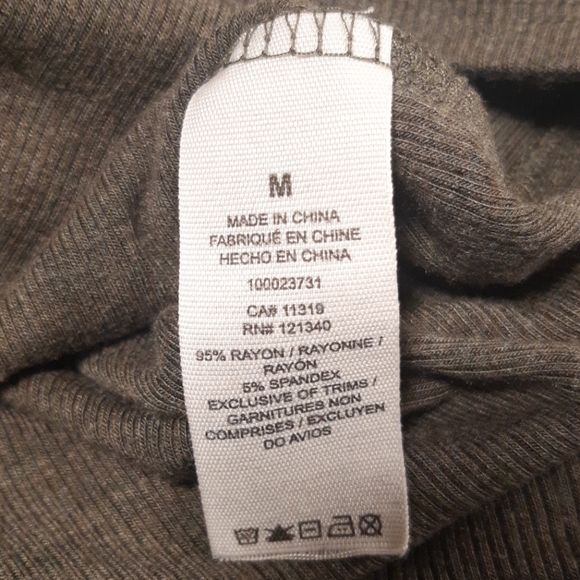 M
MADE IN CHINA
FABRIQUÉ EN CHINE
HECHO EN CHINA
100023731
CA# 11319
RN# 121340
95% RAYON / RAYONNE /
RAYÓN
5% SPANDEX
EXCLUSIVE OF TRIMS /
GARNITURES NON
COMPRISES / EXCLUYEN
DO AVIOS